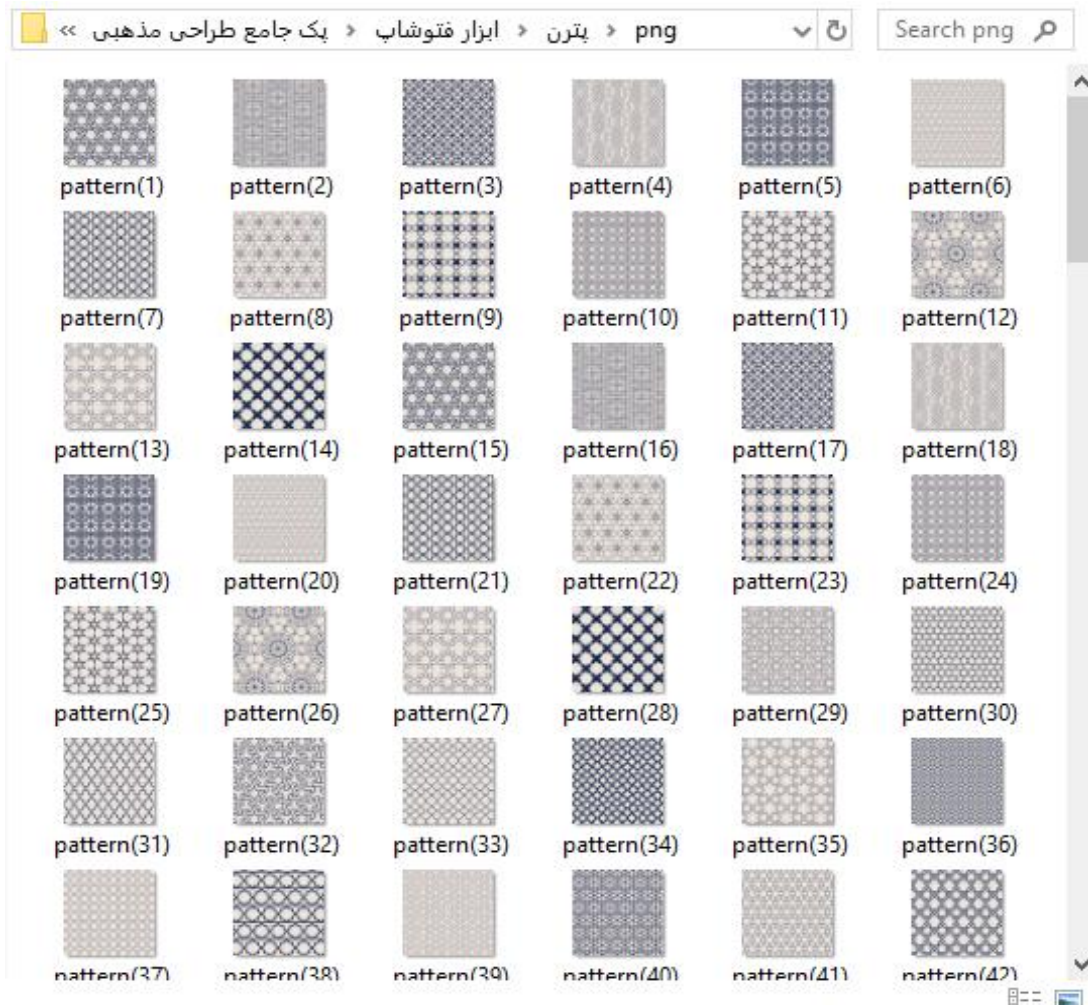 « پک جامع طراحی مذهبی › ابزار فتوشاپ › پترن › png
Search png
pattern(1) pattern(2) pattern(3) pattern(4) pattern(5) pattern(6)
pattern(7) pattern(8) pattern(9) pattern(10) pattern(11) pattern(12)
pattern(13) pattern(14) pattern(15) pattern(16) pattern(17) pattern(18)
pattern(19) pattern(20) pattern(21) pattern(22) pattern(23) pattern(24)
pattern(25) pattern(26) pattern(27) pattern(28) pattern(29) pattern(30)
pattern(31) pattern(32) pattern(33) pattern(34) pattern(35) pattern(36)
pattern(37) pattern(38) pattern(39) pattern(40) pattern(41) pattern(42)